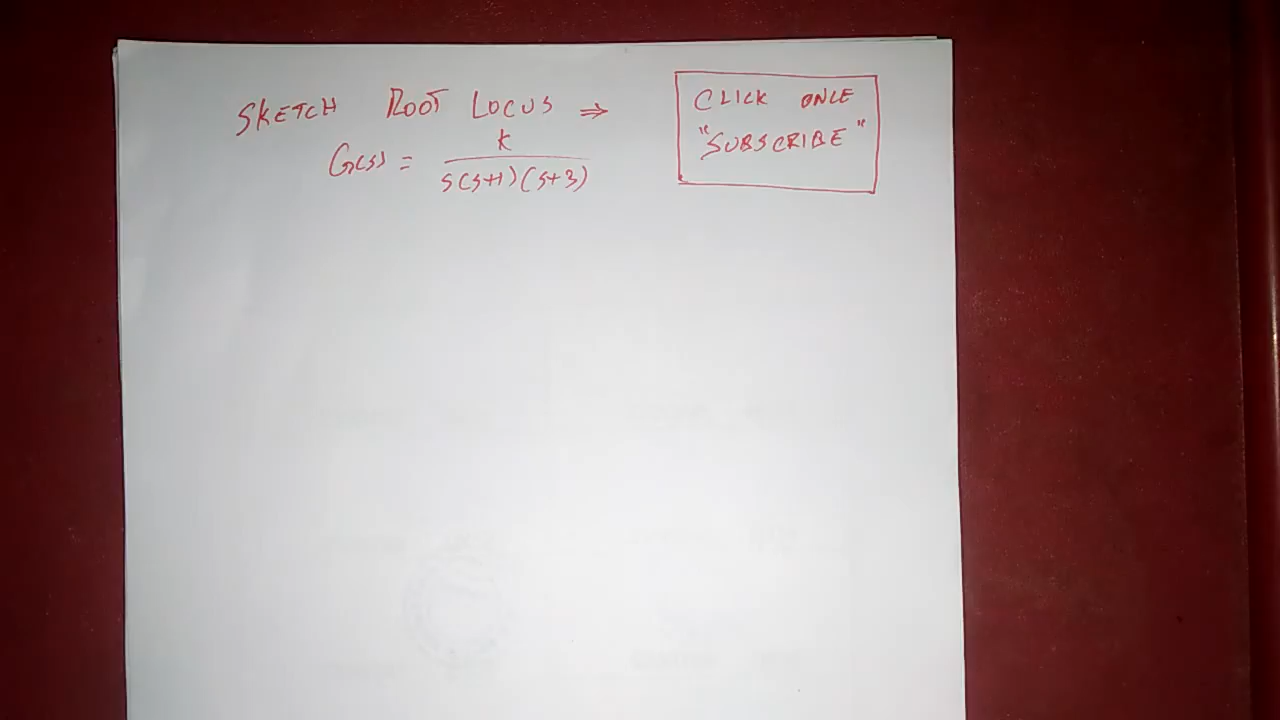 SKETCH ROOT LOCUS ⇒
G(s) = K / s(s+1)(s+3)
CLICK ONCE
"SUBSCRIBE"